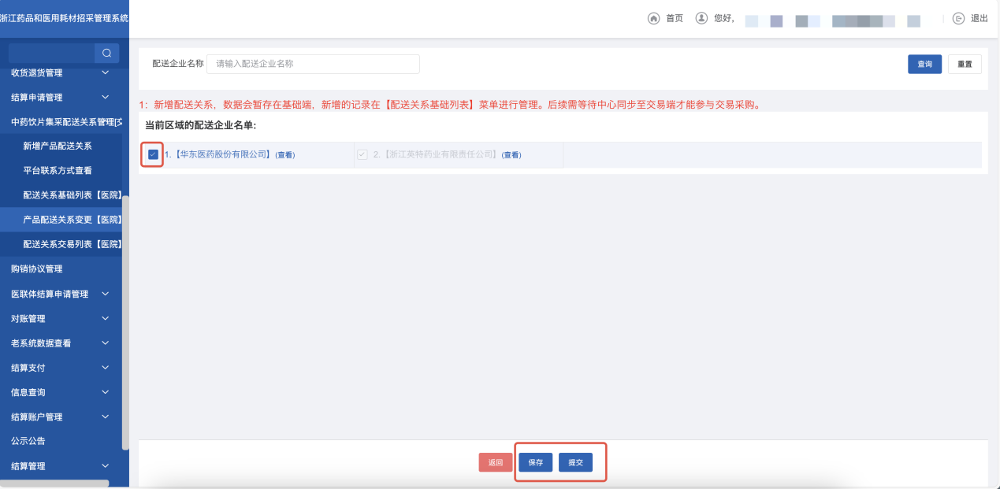 浙江药品和医用耗材招采管理系统
首页
您好,
退出
收货退货管理
结算申请管理
中药饮片集采配送关系管理[交
新增产品配送关系
平台联系方式查看
配送关系基础列表【医院】
产品配送关系变更【医院】
配送关系交易列表【医院】
购销协议管理
医联体结算申请管理
对账管理
老系统数据查看
结算支付
信息查询
结算账户管理
公示公告
结算管理
配送企业名称 请输入配送企业名称 查询 重置
1：新增配送关系，数据会暂存在基础端，新增的记录在【配送关系基础列表】菜单进行管理。后续需等待中心同步至交易端才能参与交易采购。
当前区域的配送企业名单:
1.【华东医药股份有限公司】(查看) 2.【浙江英特药业有限责任公司】(查看)
返回 保存 提交